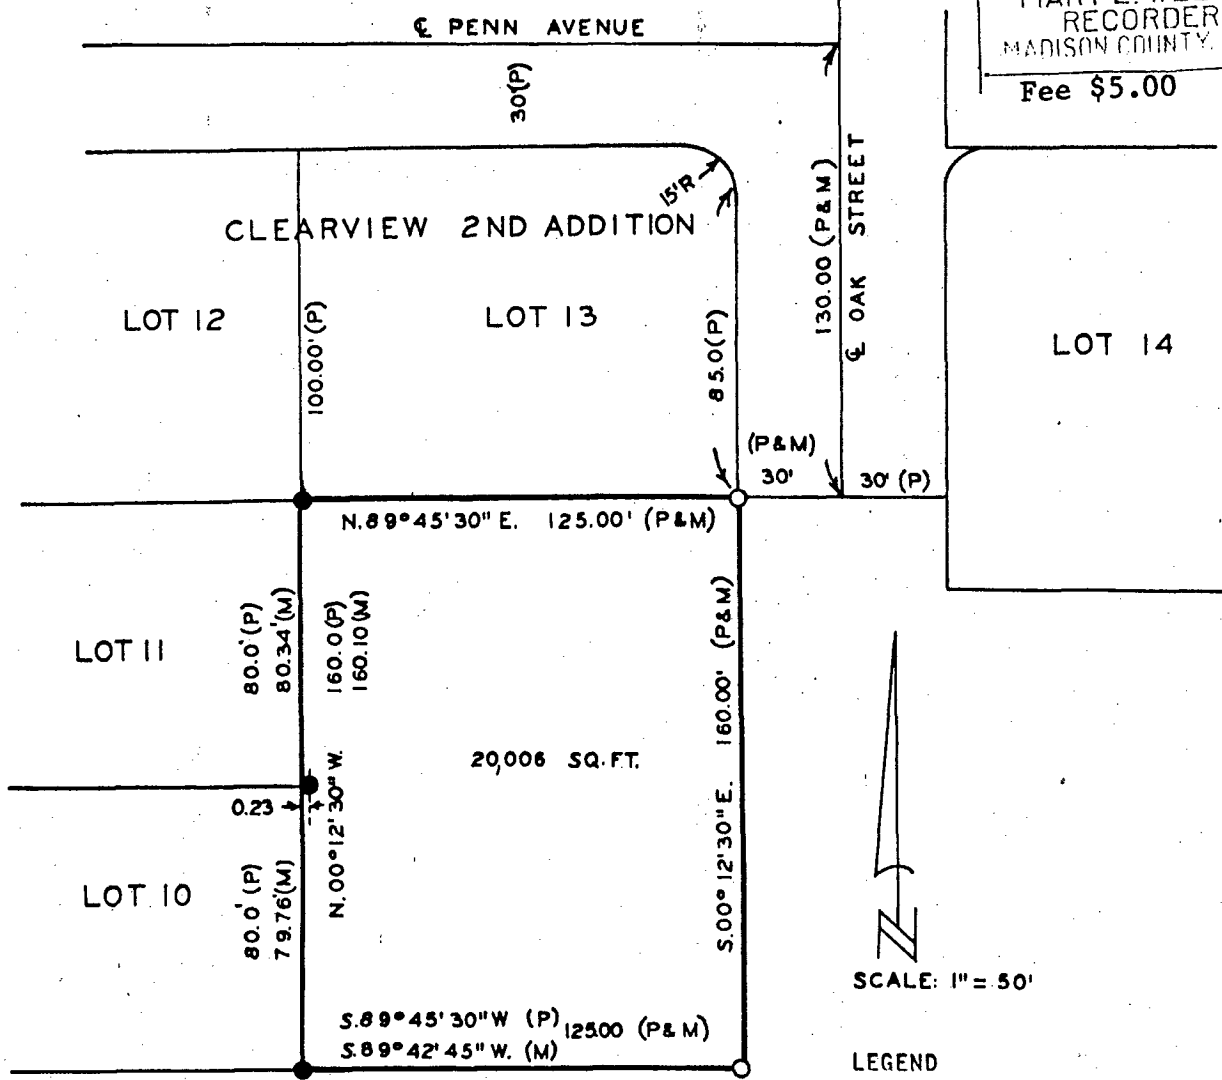 ℄ PENN AVENUE
RECORDER
MADISON COUNTY,
Fee $5.00
30'(P)
15'R
CLEARVIEW 2ND ADDITION
130.00 (P&M)
℄ OAK STREET
LOT 12
LOT 13
LOT 14
100.00' (P)
85.0(P)
(P&M)
30'
30' (P)
N.89°45'30" E. 125.00' (P&M)
LOT 11
80.0' (P)
80.34'(M)
160.0(P)
160.10(M)
S.00°12'30" E. 160.00' (P&M)
20,006 SQ.FT.
0.23
N.00°12'30" W.
LOT 10
80.0' (P)
79.76'(M)
N
SCALE: 1" = 50'
S.89°45'30" W (P) 125.00 (P&M)
S.89°42'45" W. (M)
LEGEND